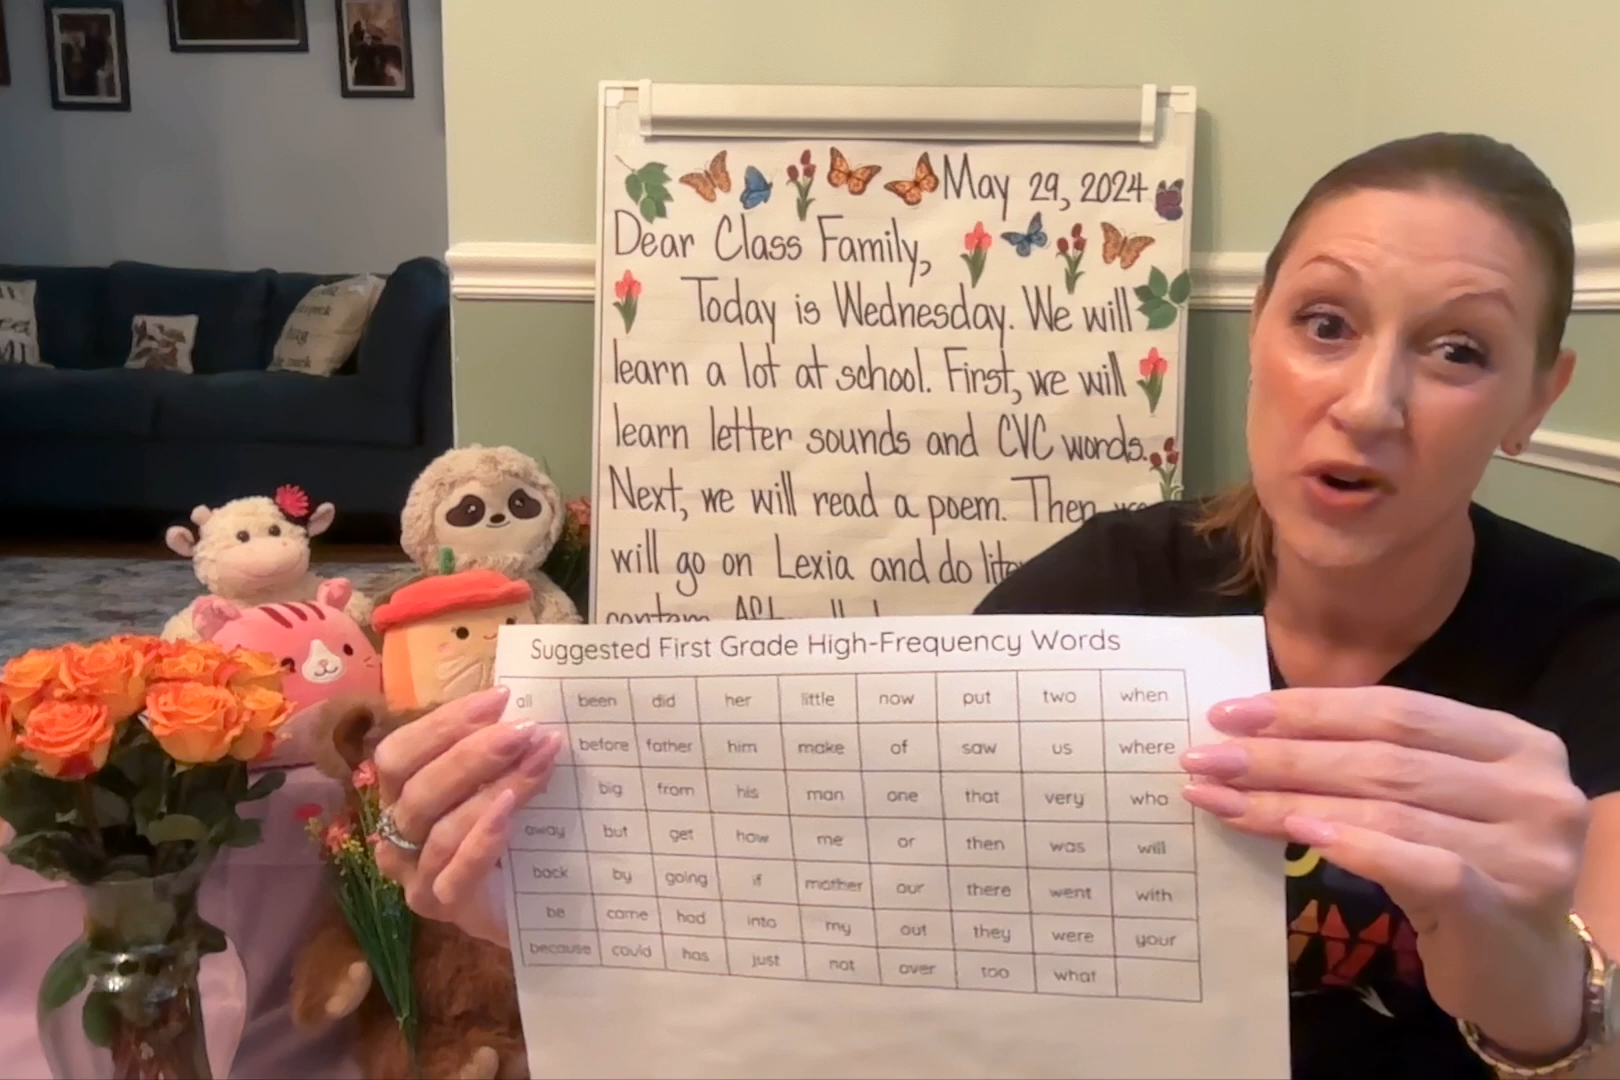 May 29, 2024
Dear Class Family,
Today is Wednesday. We will
learn a lot at school. First, we will
learn letter sounds and CVC words.
Next, we will read a poem. Then we
will go on Lexia and do
Suggested First Grade High-Frequency Words
all been did her little now put two when
before father him make of saw us where
big from his man one that very who
away but get how me or then was will
back by going if mother our there went with
be came had into my out they were your
because could has just not over too what